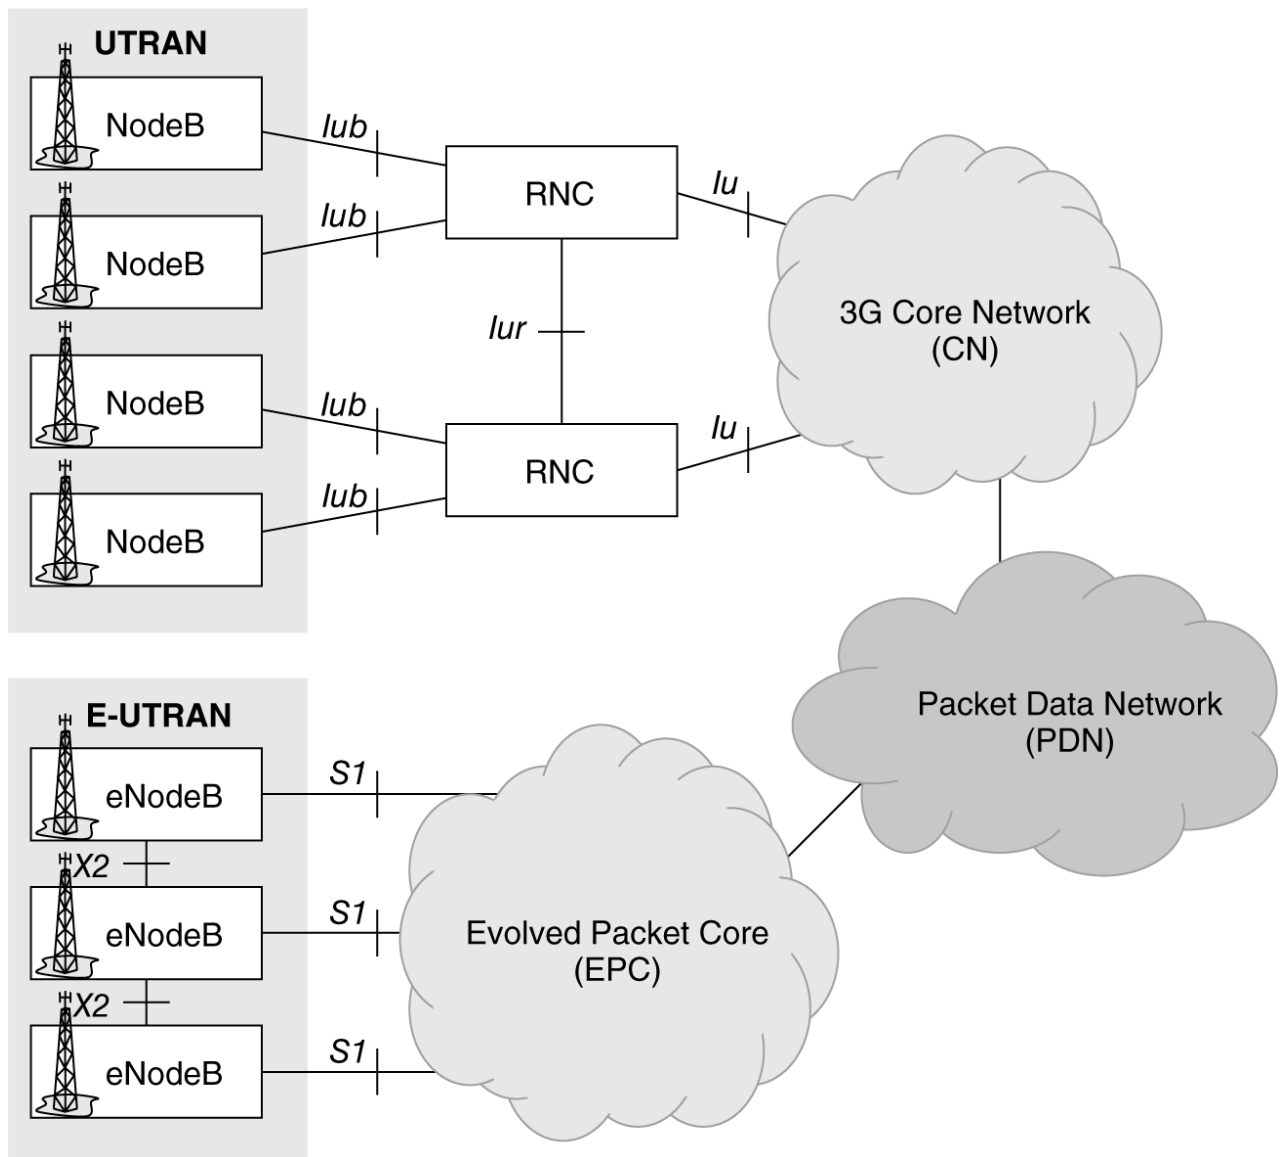 UTRAN
NodeB
Iub
RNC
Iu
NodeB
Iub
Iur
3G Core Network
(CN)
NodeB
Iub
RNC
Iu
NodeB
Iub
Packet Data Network
(PDN)
E-UTRAN
eNodeB
S1
X2
eNodeB
S1
Evolved Packet Core
(EPC)
X2
eNodeB
S1